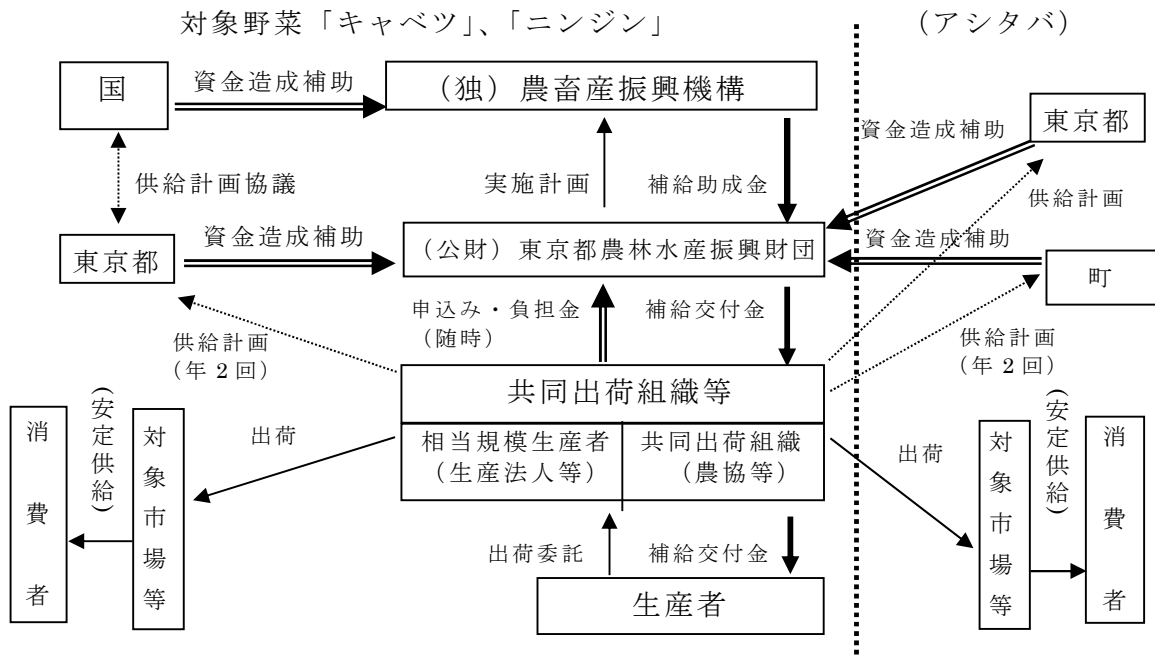 対象野菜「キャベツ」、「ニンジン」
(アシタバ)
国
資金造成補助
(独)農畜産振興機構
資金造成補助
東京都
供給計画協議
実施計画
補給助成金
供給計画
東京都
資金造成補助
(公財)東京都農林水産振興財団
資金造成補助
町
申込み・負担金
(随時)
補給交付金
供給計画
(年2回)
供給計画
(年2回)
共同出荷組織等
相当規模生産者
(生産法人等)
共同出荷組織
(農協等)
消費者
(安定供給)
対象市場等
出荷
出荷
対象市場等
(安定供給)
消費者
出荷委託
補給交付金
生産者